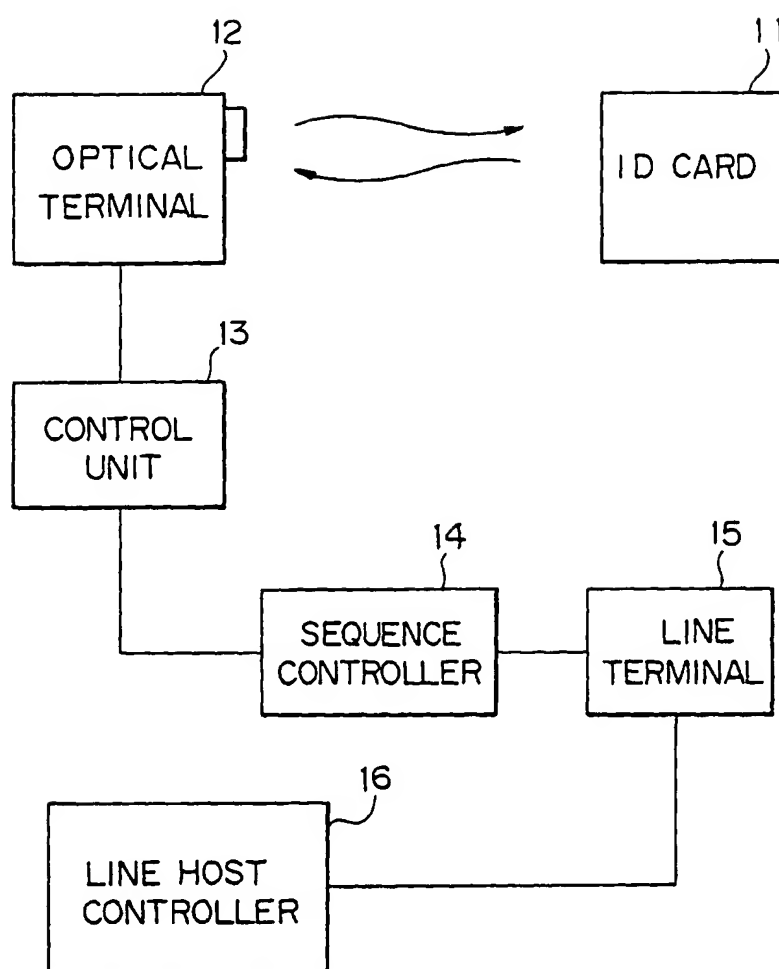 12
11
OPTICAL
TERMINAL
ID CARD
13
CONTROL
UNIT
14
15
SEQUENCE
CONTROLLER
LINE
TERMINAL
16
LINE HOST
CONTROLLER